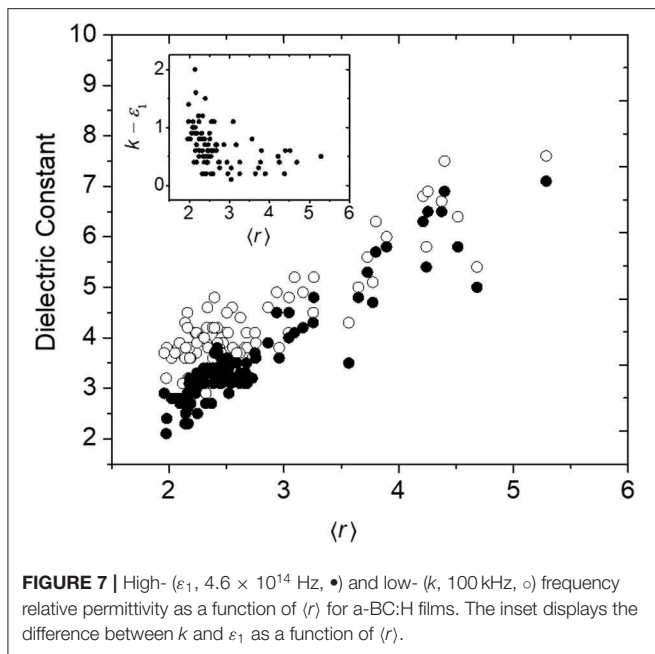 10
9
8
7
6
5
4
3
2
Dielectric Constant
2
1
0
k − ε₁
2 3 4 5 6
⟨r⟩
2 3 4 5 6
⟨r⟩
FIGURE 7 | High- (ε₁, 4.6 × 10¹⁴ Hz, •) and low- (k, 100 kHz, ○) frequency
relative permittivity as a function of ⟨r⟩ for a-BC:H films. The inset displays the
difference between k and ε₁ as a function of ⟨r⟩.